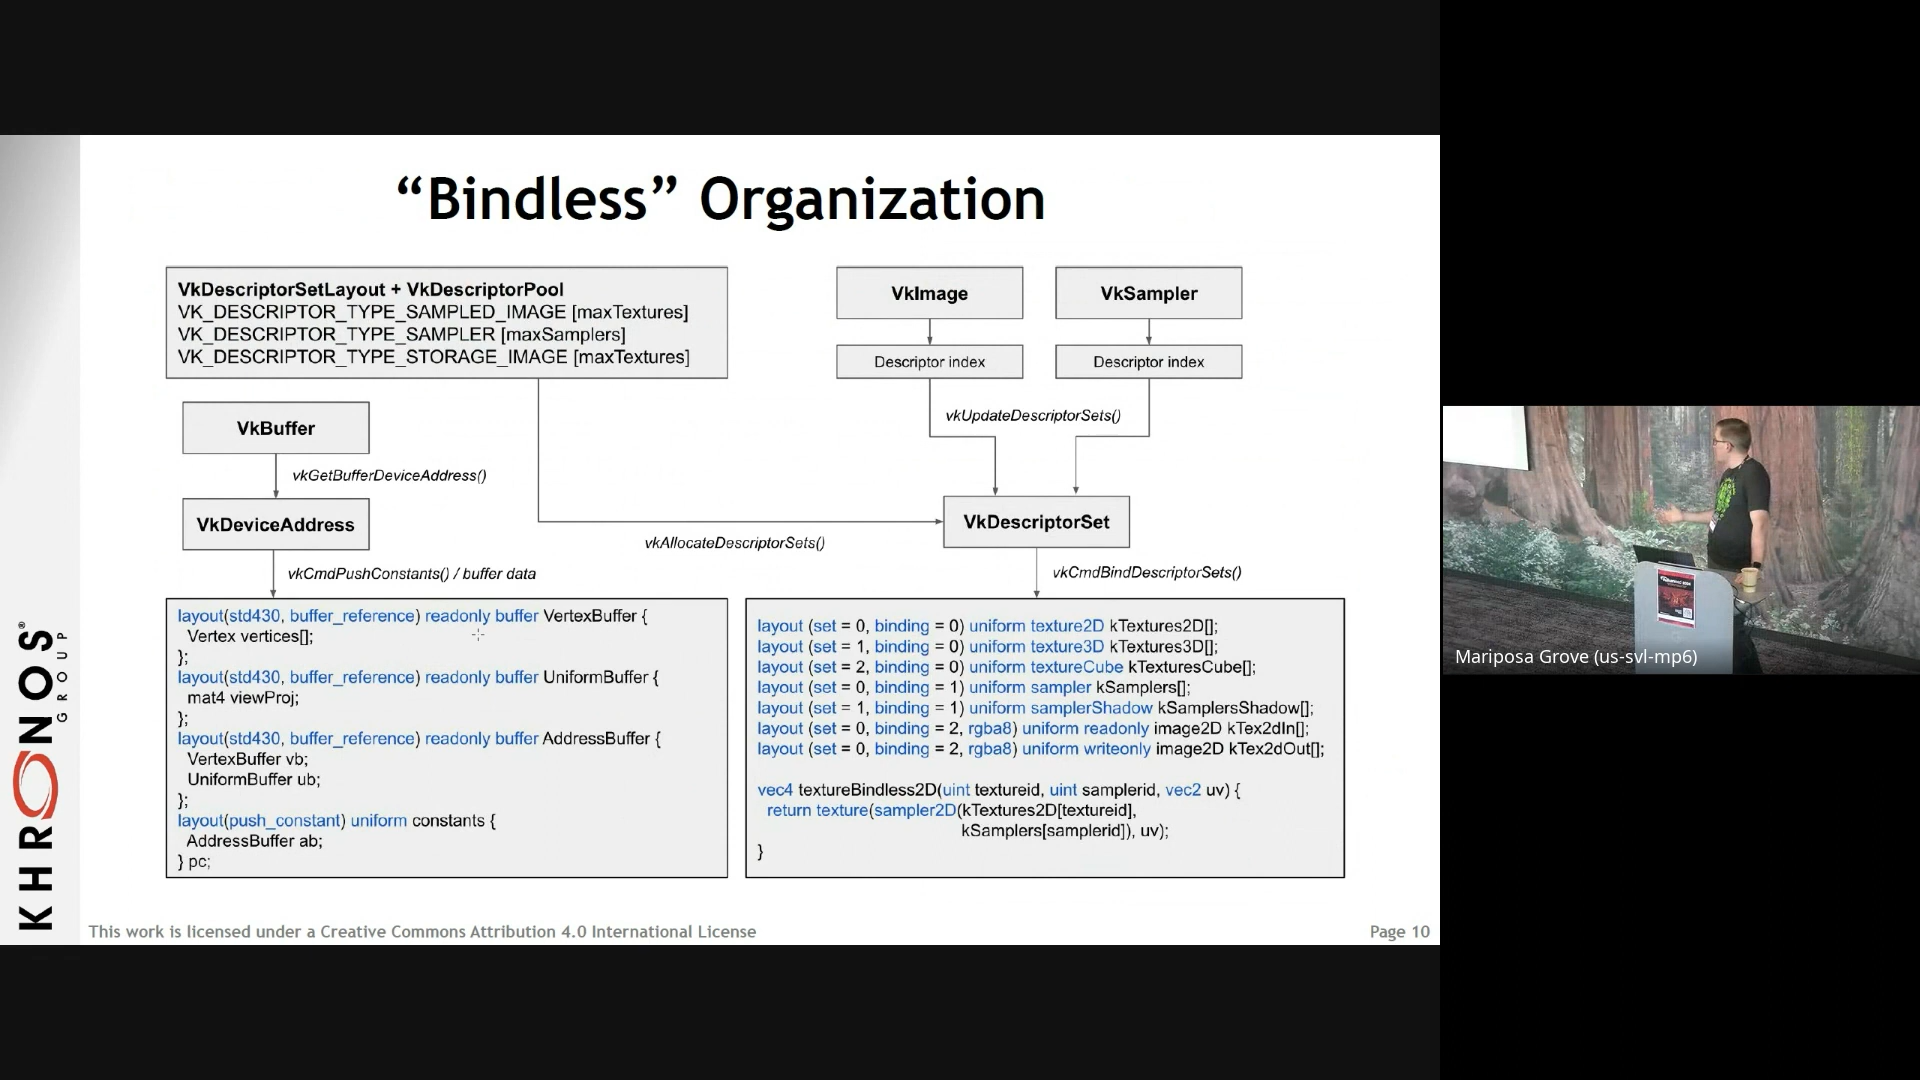 “Bindless” Organization
VkDescriptorSetLayout + VkDescriptorPool
VK_DESCRIPTOR_TYPE_SAMPLED_IMAGE [maxTextures]
VK_DESCRIPTOR_TYPE_SAMPLER [maxSamplers]
VK_DESCRIPTOR_TYPE_STORAGE_IMAGE [maxTextures]
VkImage
VkSampler
Descriptor index
Descriptor index
vkUpdateDescriptorSets()
VkBuffer
vkGetBufferDeviceAddress()
VkDeviceAddress
VkDescriptorSet
vkAllocateDescriptorSets()
vkCmdPushConstants() / buffer data
vkCmdBindDescriptorSets()
layout(std430, buffer_reference) readonly buffer VertexBuffer {
Vertex vertices[];
};
layout(std430, buffer_reference) readonly buffer UniformBuffer {
mat4 viewProj;
};
layout(std430, buffer_reference) readonly buffer AddressBuffer {
VertexBuffer vb;
UniformBuffer ub;
};
layout(push_constant) uniform constants {
AddressBuffer ab;
} pc;
layout (set = 0, binding = 0) uniform texture2D kTextures2D[];
layout (set = 1, binding = 0) uniform texture3D kTextures3D[];
layout (set = 2, binding = 0) uniform textureCube kTexturesCube[];
layout (set = 0, binding = 1) uniform sampler kSamplers[];
layout (set = 1, binding = 1) uniform samplerShadow kSamplersShadow[];
layout (set = 0, binding = 2, rgba8) uniform readonly image2D kTex2dIn[];
layout (set = 0, binding = 2, rgba8) uniform writeonly image2D kTex2dOut[];
vec4 textureBindless2D(uint textureid, uint samplerid, vec2 uv) {
return texture(sampler2D(kTextures2D[textureid],
kSamplers[samplerid]), uv);
}
KHRONOS®
GROUP
This work is licensed under a Creative Commons Attribution 4.0 International License
Page 10
Mariposa Grove (us-svl-mp6)